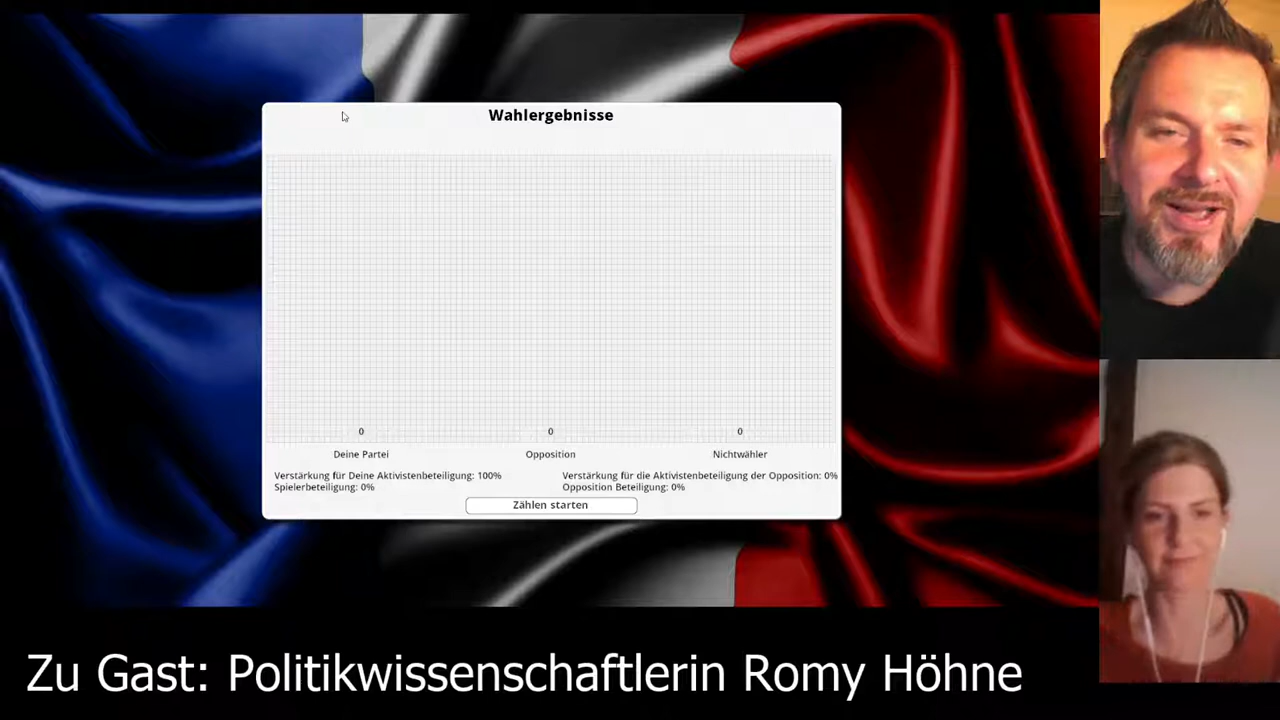 Wahlergebnisse
0 0 0
Deine Partei Opposition Nichtwähler
Verstärkung für Deine Aktivistenbeteiligung: 100% Verstärkung für die Aktivistenbeteiligung der Opposition: 0%
Spielerbeteiligung: 0% Opposition Beteiligung: 0%
Zählen starten
Zu Gast: Politikwissenschaftlerin Romy Höhne